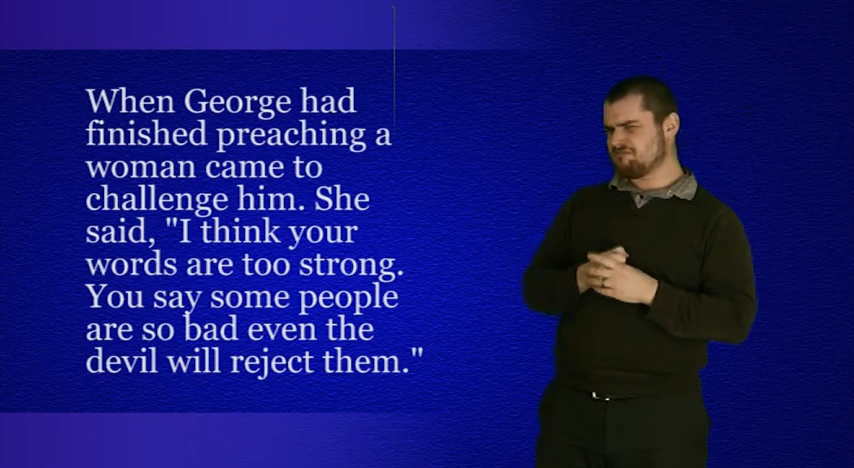 When George had
finished preaching a
woman came to
challenge him. She
said, "I think your
words are too strong.
You say some people
are so bad even the
devil will reject them."